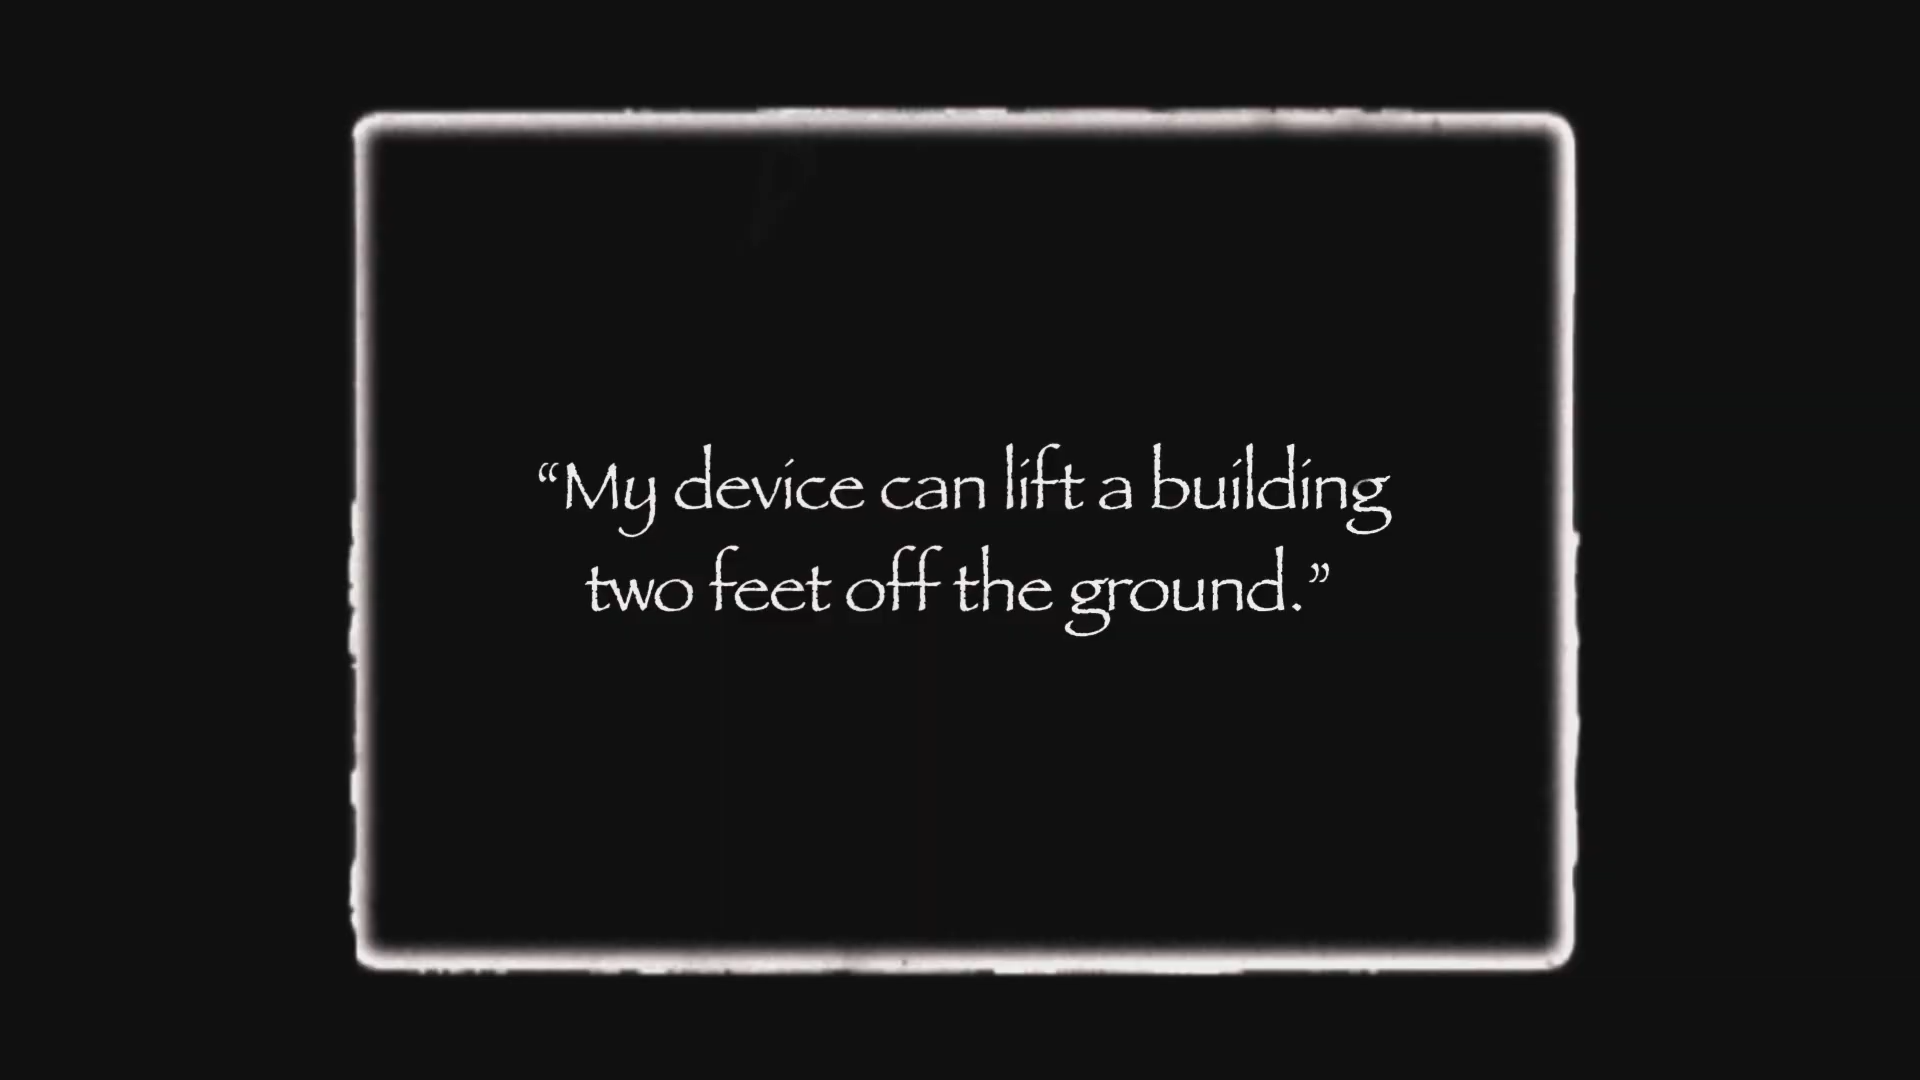 “My device can lift a building
two feet off the ground.”